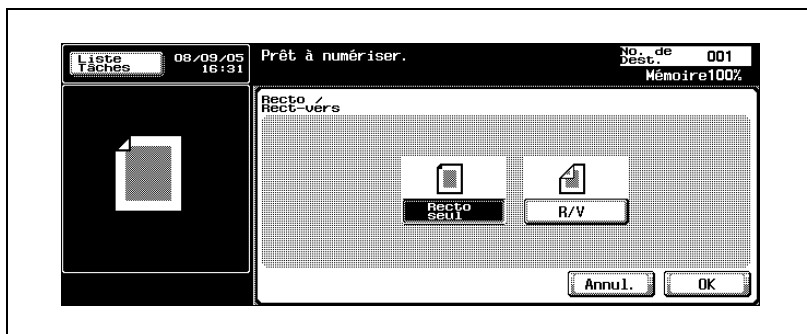 Liste
Tâches
08/09/05
16:31
Prêt à numériser.
No. de
Dest.
001
Mémoire100%
Recto /
Rect-vers
Recto
seul
R/V
Annul.
OK